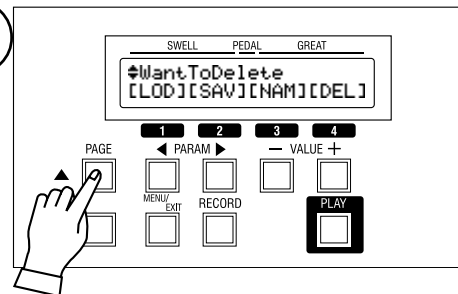 SWELL PEDAL GREAT
WantToDelete
[LOD][SAV][NAM][DEL]
1 2 3 4
PAGE ◀ PARAM ▶ — VALUE +
▲
MENU/
EXIT RECORD PLAY